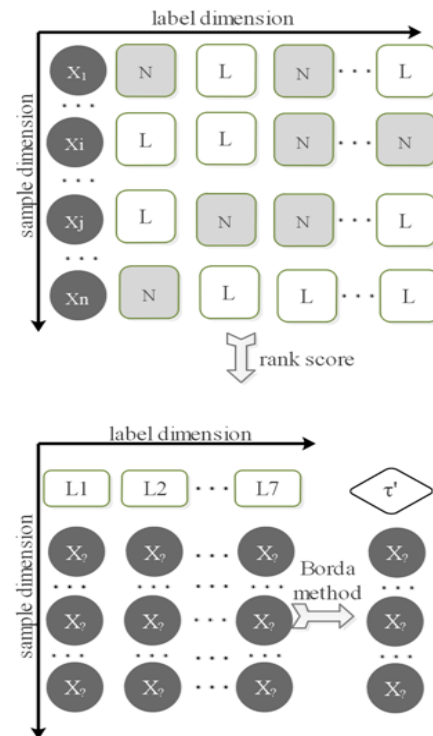 label dimension
sample dimension
X1 N L N ... L
...
Xi L L N ... N
...
Xj L N N ... L
...
Xn N L L ... L
rank score
label dimension
sample dimension
L1 L2 ... L7 τ'
X? X? ... X? X?
... ... ... ... ...
Borda
method
X? X? ... X? X?
... ... ... ... ...
X? X? ... X? X?